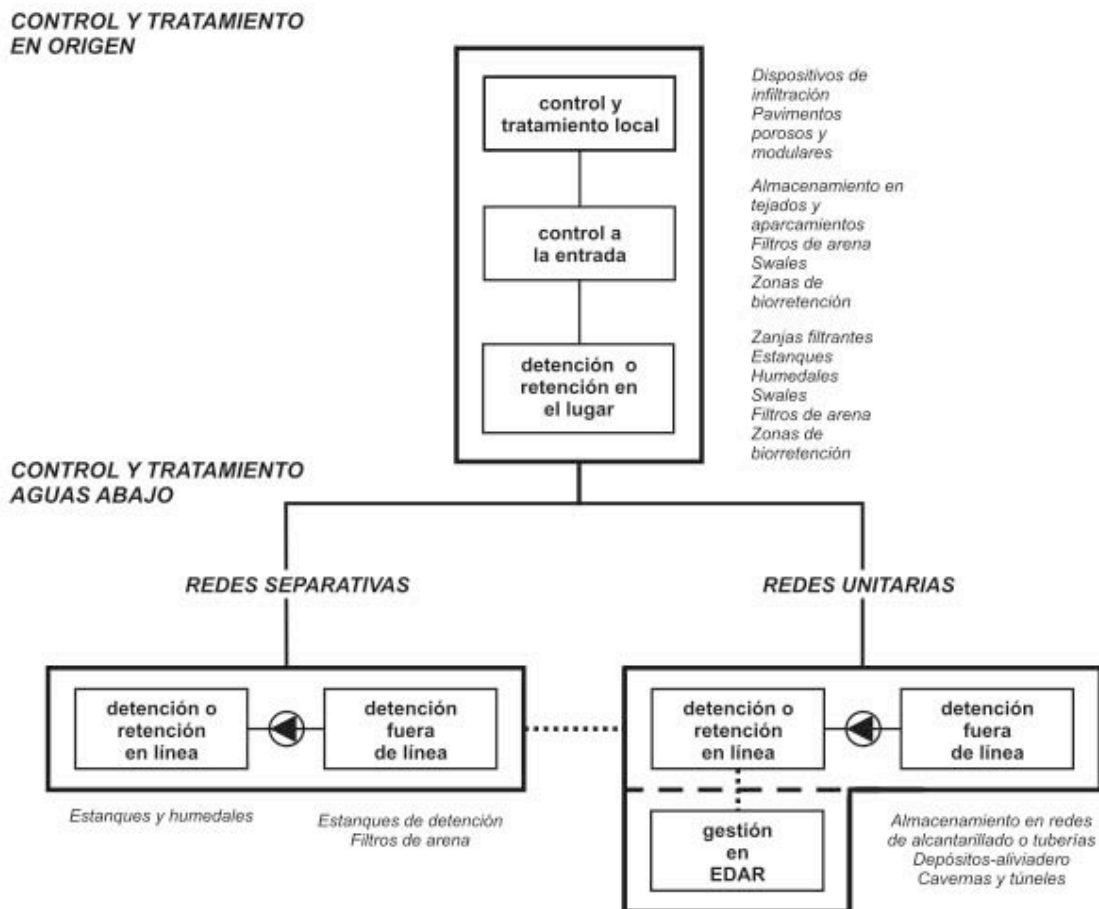 CONTROL Y TRATAMIENTO
EN ORIGEN
control y
tratamiento local
Dispositivos de
infiltración
Pavimentos
porosos y
modulares
control a
la entrada
Almacenamiento en
tejados y
aparcamientos
Filtros de arena
Swales
Zonas de
biorretención
detención o
retención en
el lugar
Zanjas filtrantes
Estanques
Humedales
Swales
Filtros de arena
Zonas de
biorretención
CONTROL Y TRATAMIENTO
AGUAS ABAJO
REDES SEPARATIVAS
REDES UNITARIAS
detención o
retención
en línea
detención
fuera
de línea
detención o
retención
en línea
detención
fuera
de línea
Estanques y humedales
Estanques de detención
Filtros de arena
gestión
en
EDAR
Almacenamiento en redes
de alcantarillado o tuberías
Depósitos-aliviadero
Cavernas y túneles